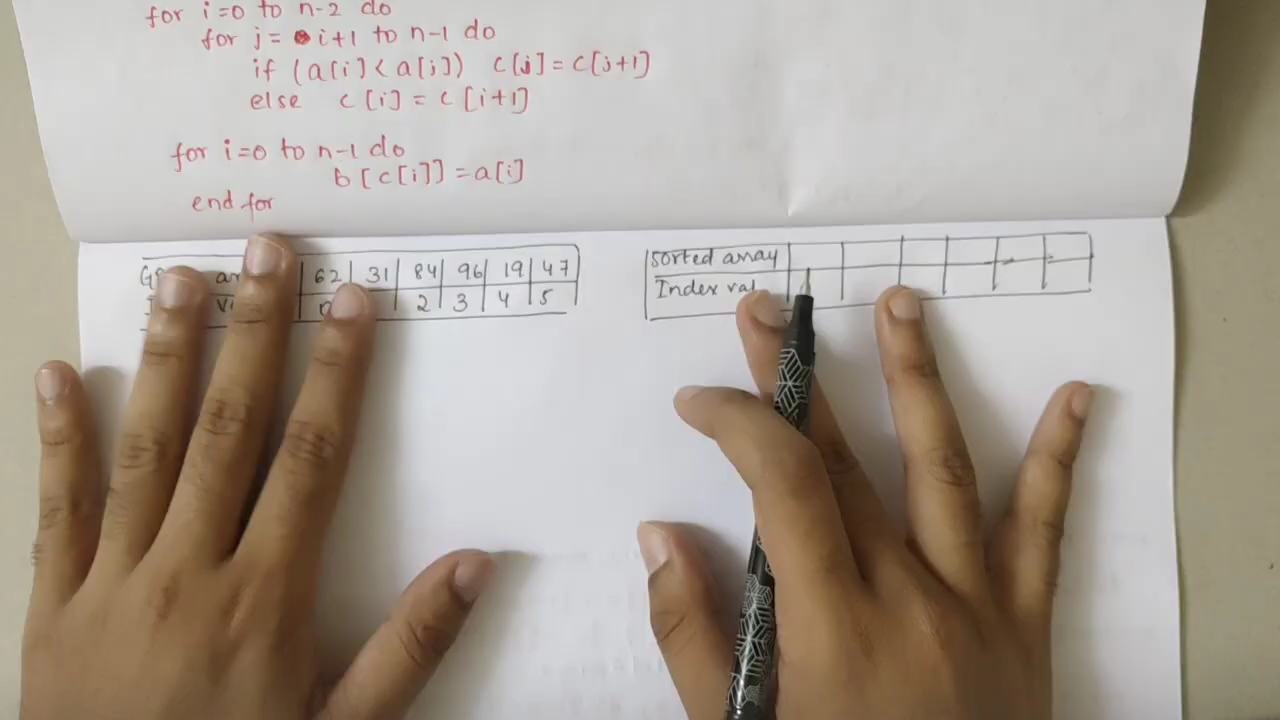 for i=0 to n-2 do
for j= i+1 to n-1 do
if (a[i]<a[j]) c[j]=c[j+1]
else c[i]=c[i+1]
for i=0 to n-1 do
b[c[i]]=a[i]
end for
62 31 84 96 19 47
2 3 4 5
sorted array
Index